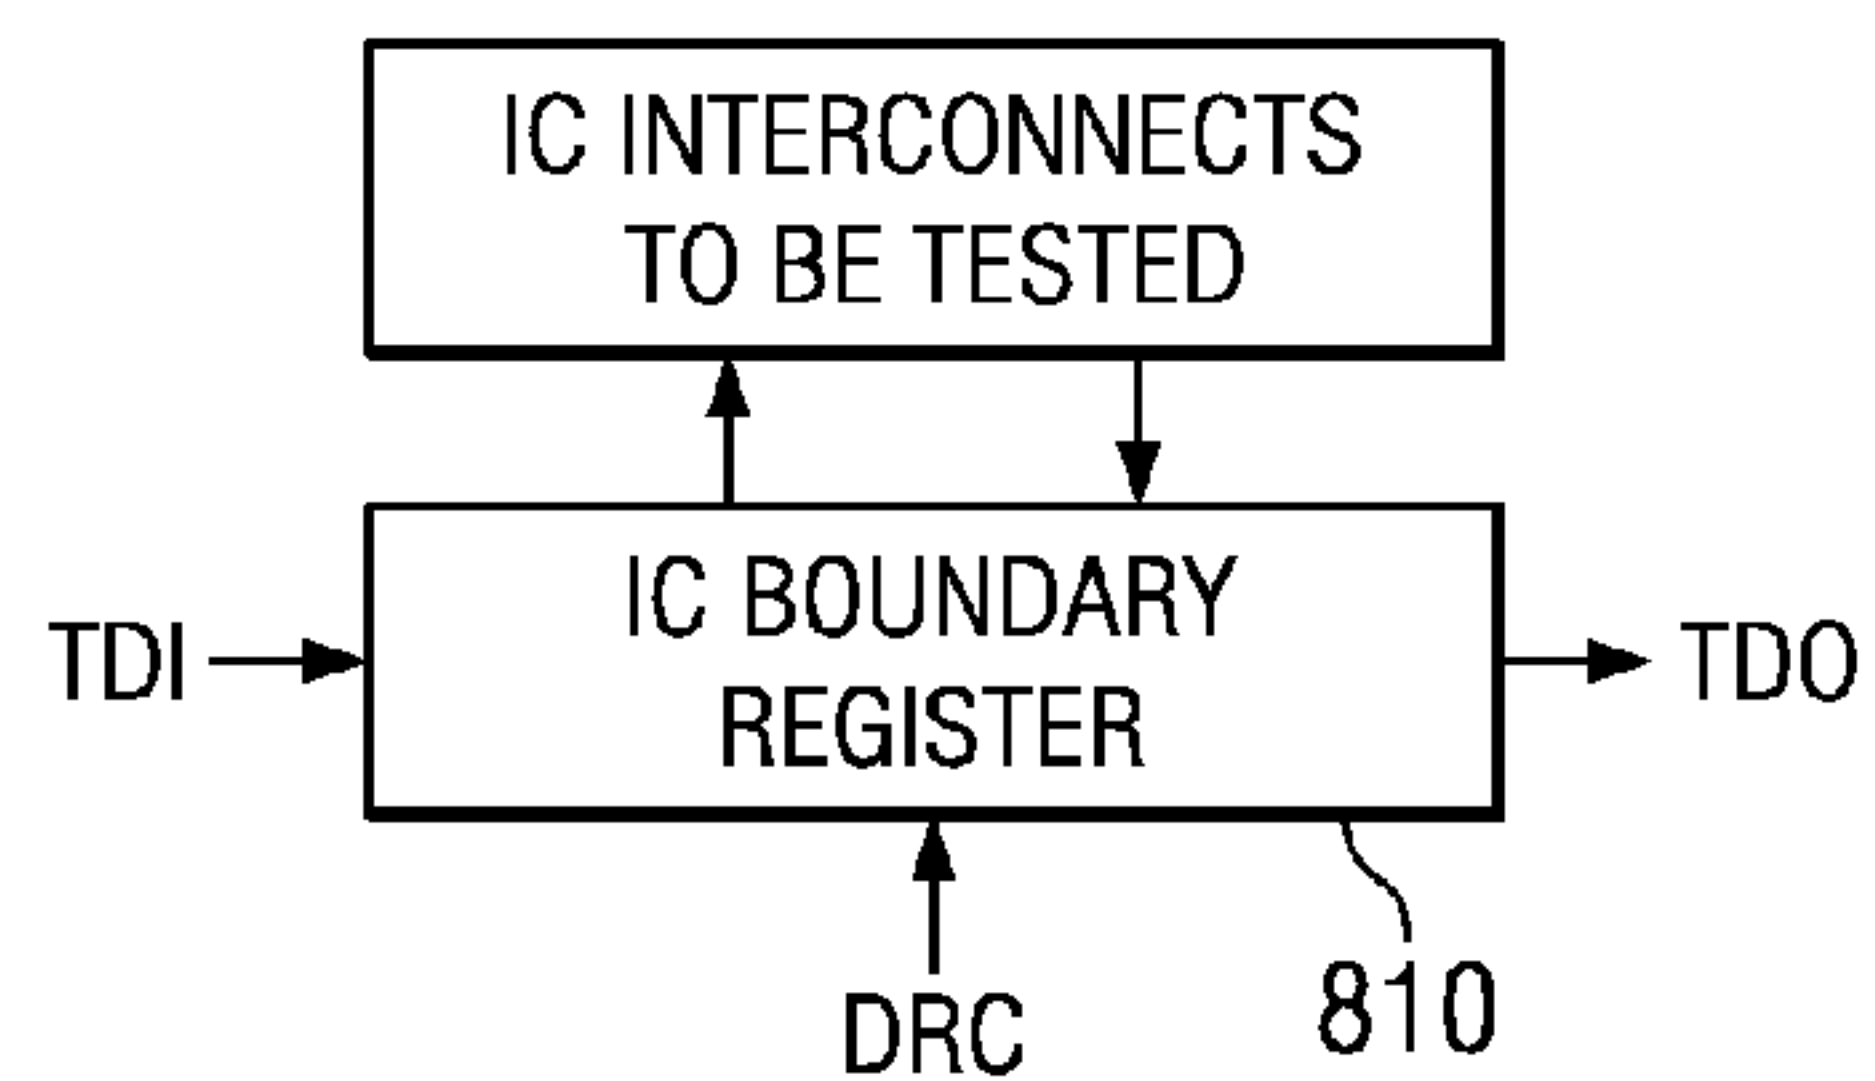 IC INTERCONNECTS
TO BE TESTED
IC BOUNDARY
REGISTER
TDI
TDO
DRC
810